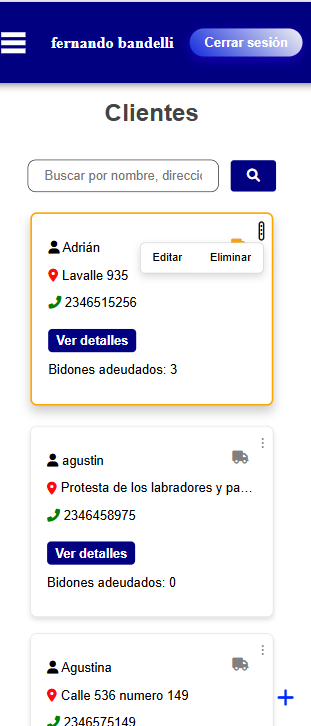 fernando bandelli
Cerrar sesión
Clientes
Buscar por nombre, direcció
Adrián
Editar
Eliminar
Lavalle 935
2346515256
Ver detalles
Bidones adeudados: 3
agustin
Protesta de los labradores y pa...
2346458975
Ver detalles
Bidones adeudados: 0
Agustina
Calle 536 numero 149
2346575149